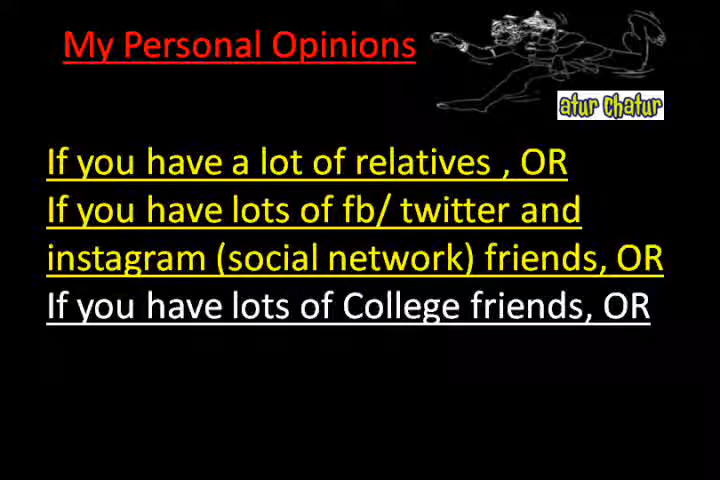 My Personal Opinions
atur chatur
If you have a lot of relatives , OR
If you have lots of fb/ twitter and
instagram (social network) friends, OR
If you have lots of College friends, OR